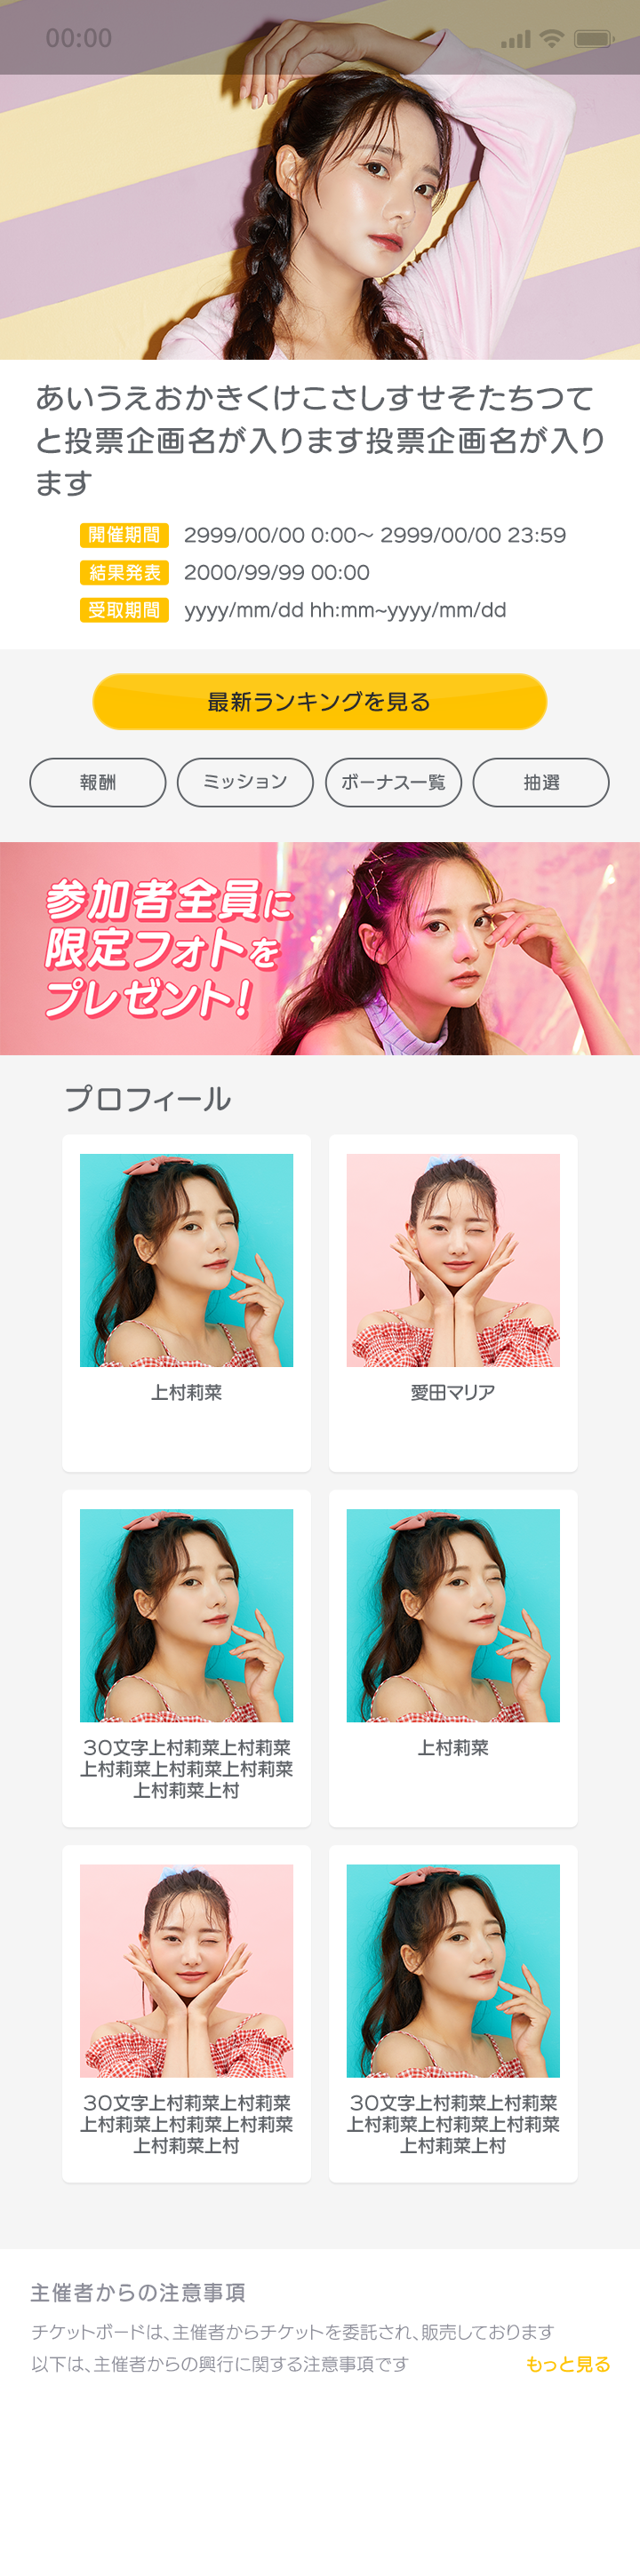 00:00
あいうえおかきくけこさしすせそたちつて
と投票企画名が入ります投票企画名が入り
ます
開催期間 2999/00/00 0:00〜 2999/00/00 23:59
結果発表 2000/99/99 00:00
受取期間 yyyy/mm/dd hh:mm~yyyy/mm/dd
最新ランキングを見る
報酬 ミッション ボーナス一覧 抽選
参加者全員に
限定フォトを
プレゼント!
プロフィール
上村莉菜 愛田マリア
30文字上村莉菜上村莉菜
上村莉菜上村莉菜上村莉菜
上村莉菜上村
上村莉菜
30文字上村莉菜上村莉菜
上村莉菜上村莉菜上村莉菜
上村莉菜上村
30文字上村莉菜上村莉菜
上村莉菜上村莉菜上村莉菜
上村莉菜上村
主催者からの注意事項
チケットボードは、主催者からチケットを委託され、販売しております
以下は、主催者からの興行に関する注意事項です もっと見る